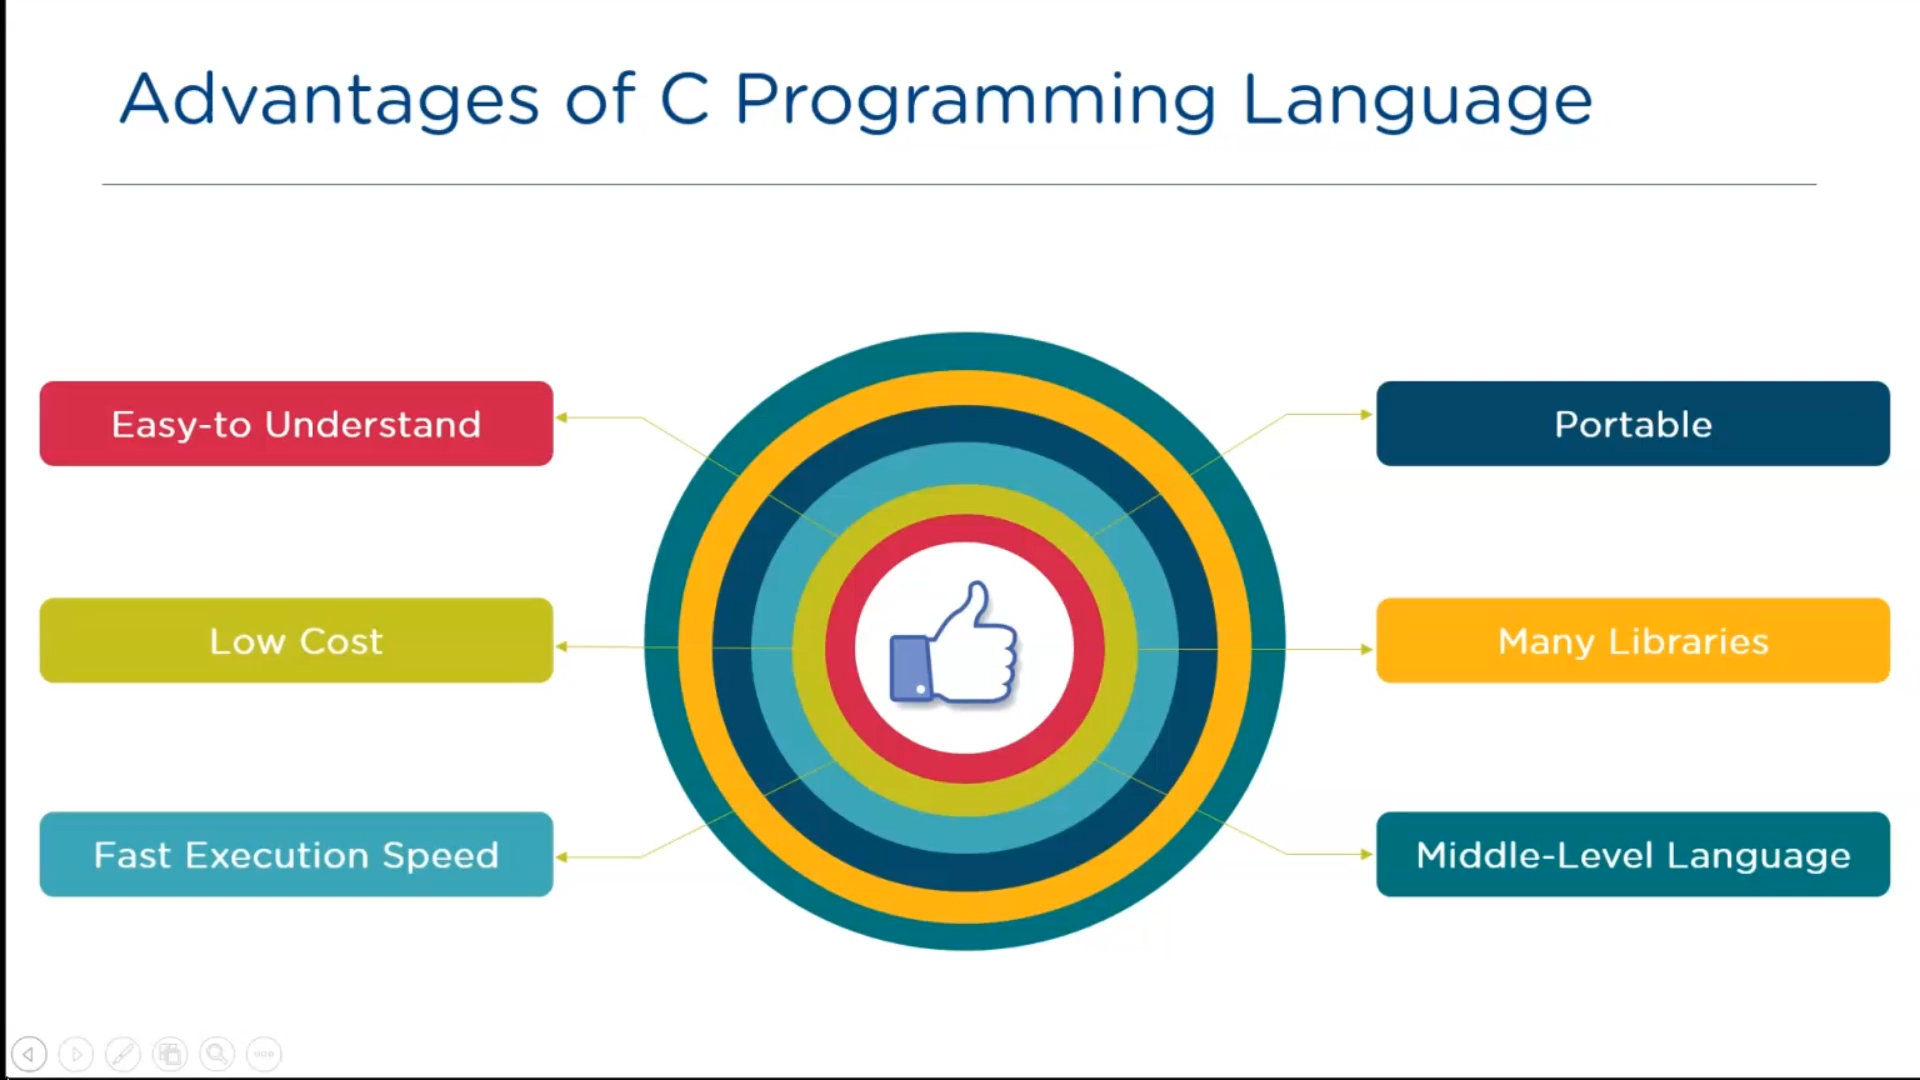 Advantages of C Programming Language
Easy-to Understand
Portable
Low Cost
Many Libraries
Fast Execution Speed
Middle-Level Language